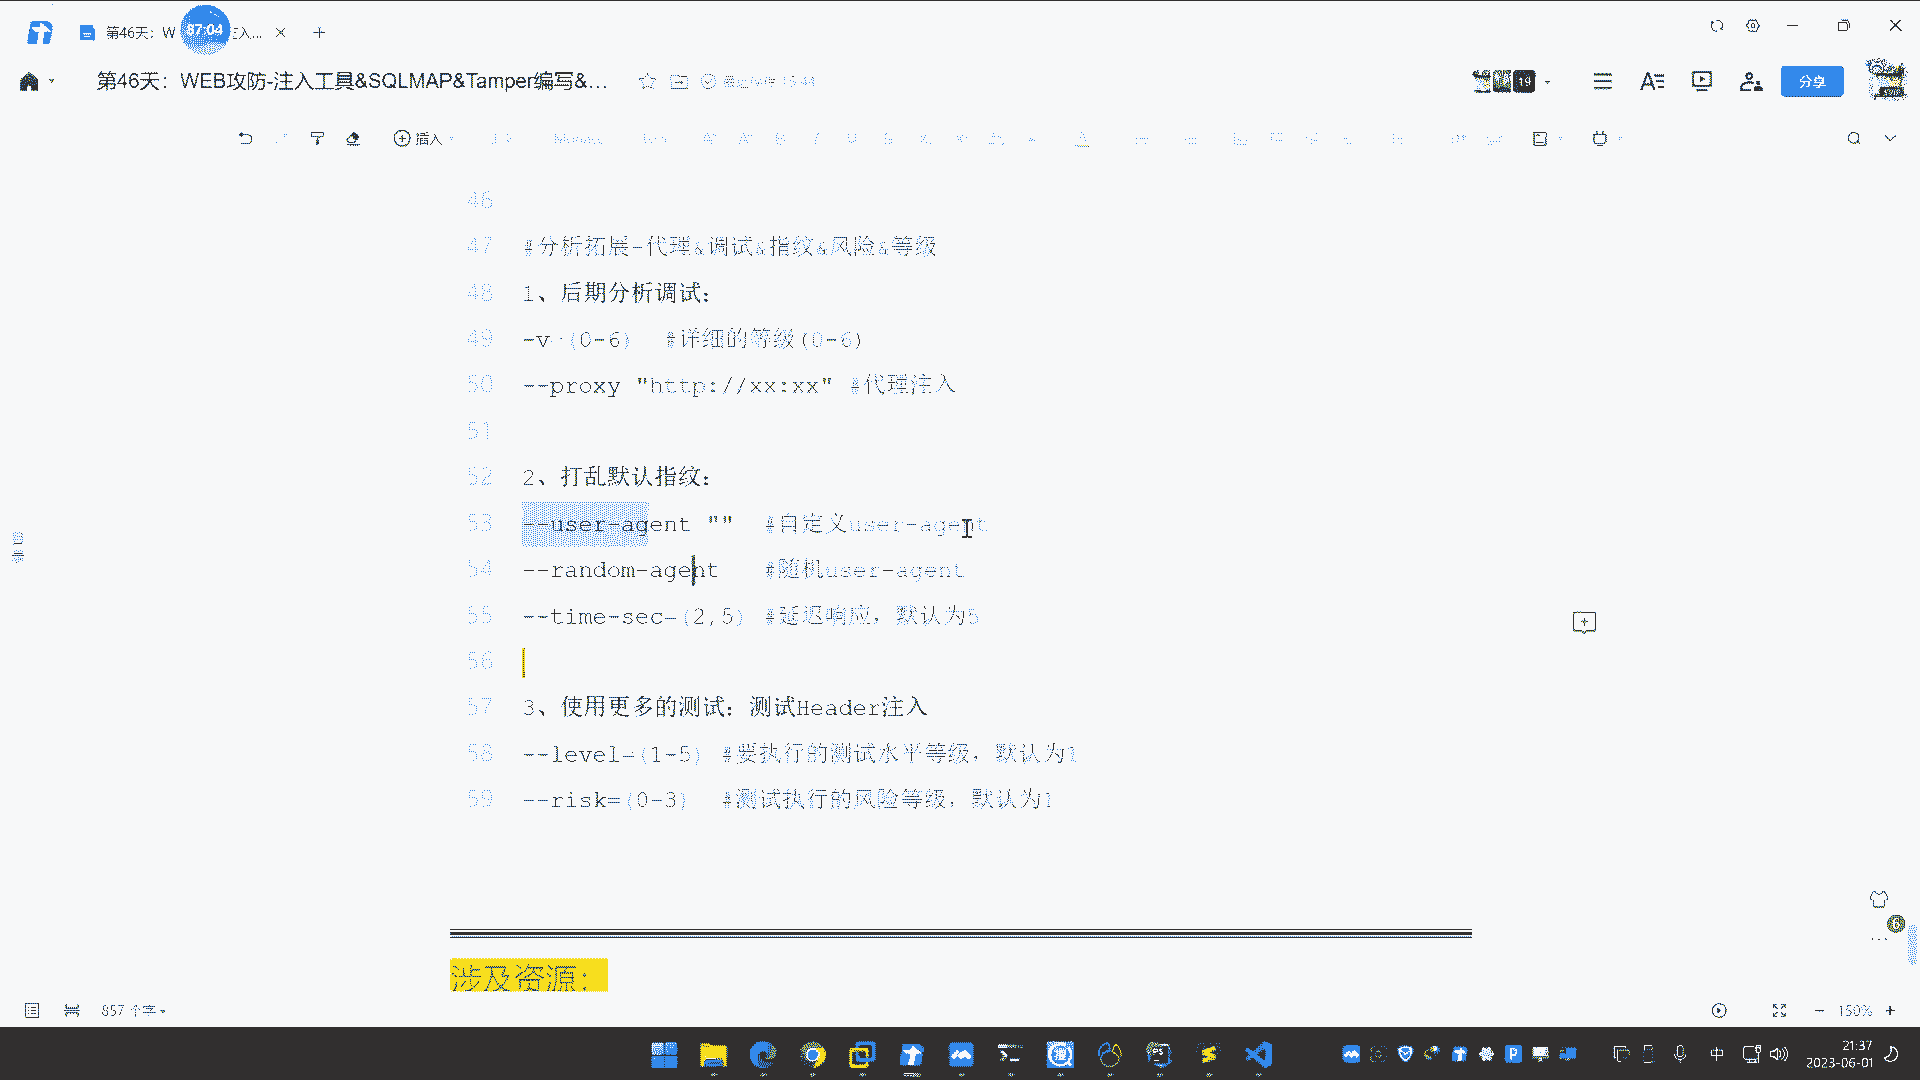 第46天: W
87:04
主入...
第46天: WEB攻防-注入工具&SQLMAP&Tamper编写&...
19
分享
插入
46
47 #分析拓展-代理&调试&指纹&风险&等级
48 1、后期分析调试:
49 -v (0-6) #详细的等级(0-6)
50 --proxy "http://xx:xx" #代理注入
51
52 2、打乱默认指纹:
53 --user-agent "" #自定义user-agent
54 --random-agent #随机user-agent
55 --time-sec=(2,5) #延迟响应，默认为5
56
57 3、使用更多的测试: 测试Header注入
58 --level=(1-5) #要执行的测试水平等级，默认为1
59 --risk=(0-3) #测试执行的风险等级，默认为1
涉及资源:
857 个字
150%
中
21:37
2023-06-01